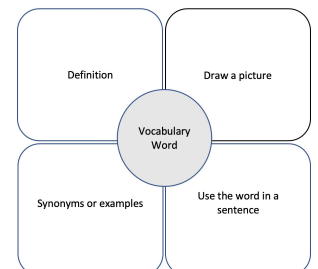 Definition
Draw a picture
Vocabulary
Word
Synonyms or examples
Use the word in a
sentence